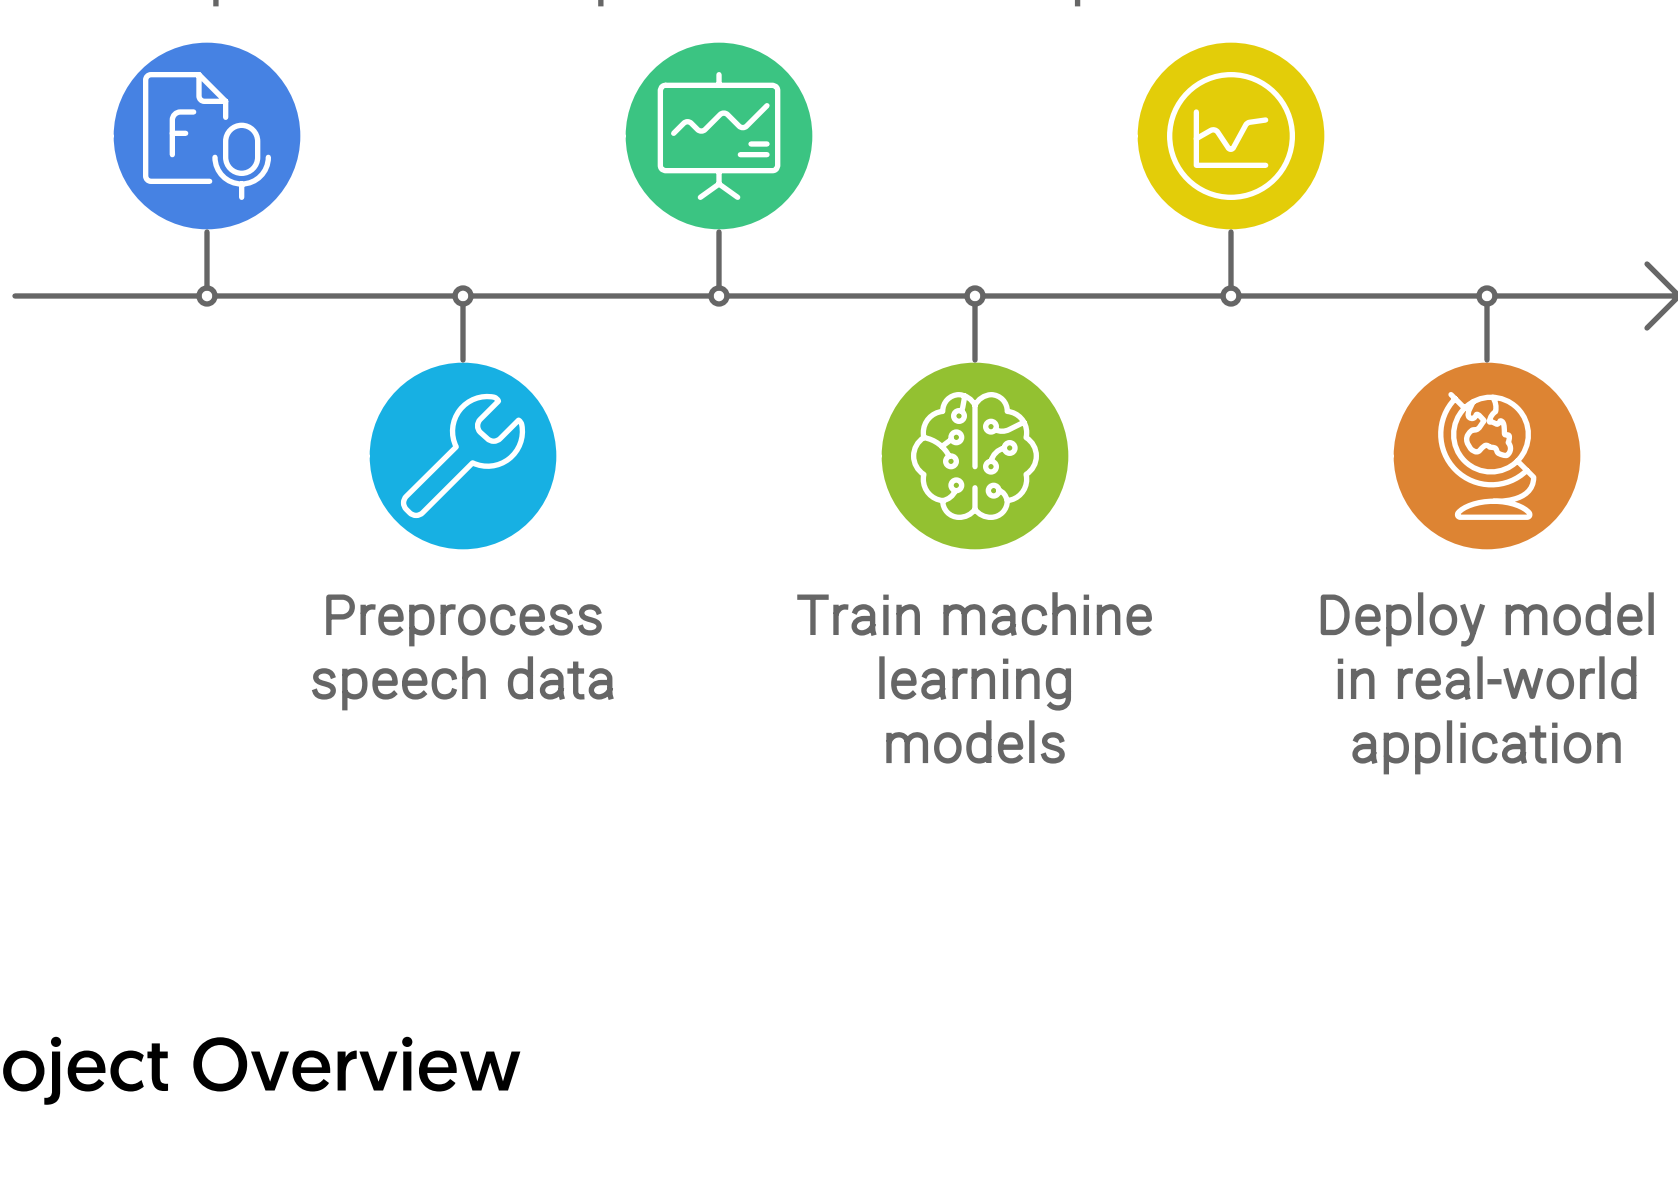 F
Preprocess
speech data
Train machine
learning
models
Deploy model
in real-world
application
oject Overview